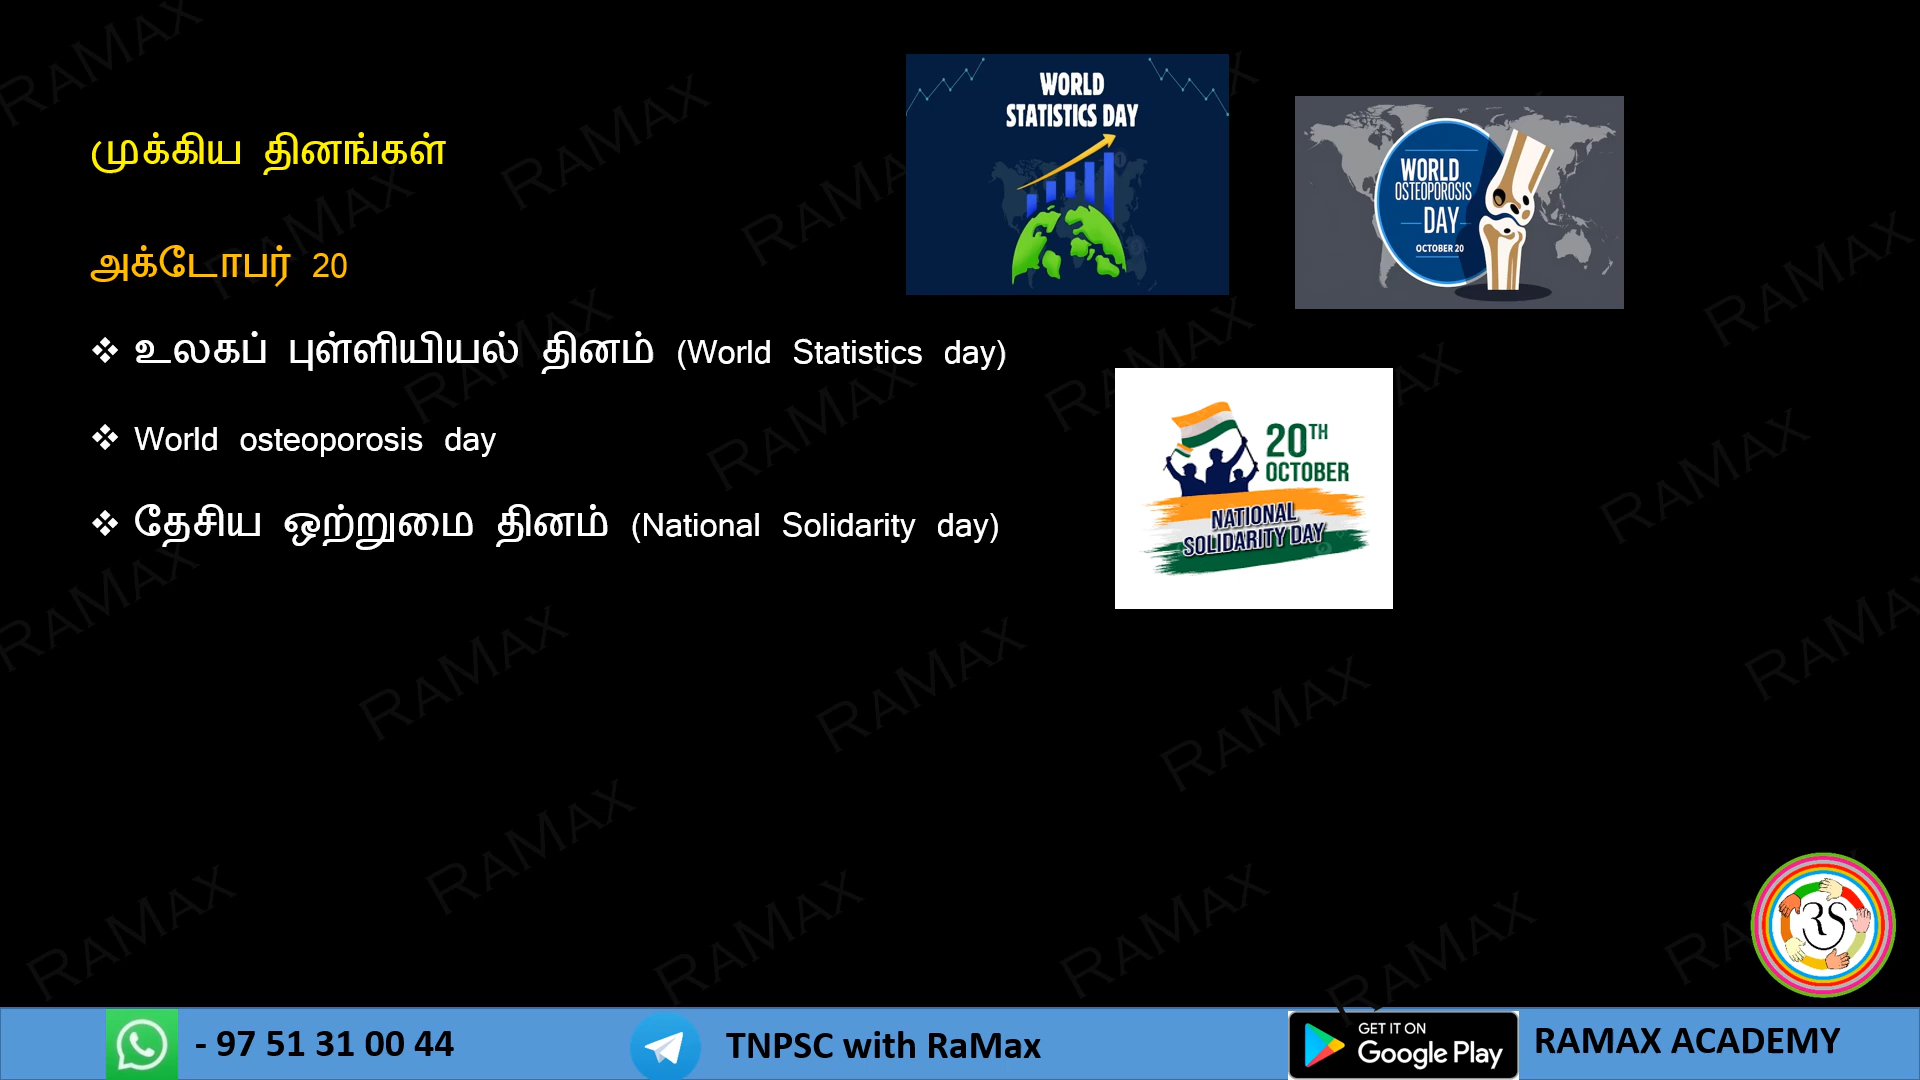 முக்கிய தினங்கள்
அக்டோபர் 20
❖ உலகப் புள்ளியியல் தினம் (World Statistics day)
❖ World osteoporosis day
❖ தேசிய ஒற்றுமை தினம் (National Solidarity day)
WORLD
STATISTICS DAY
WORLD
OSTEOPOROSIS
DAY
OCTOBER 20
20TH
OCTOBER
NATIONAL
SOLIDARITY DAY
RAMAX
- 97 51 31 00 44
TNPSC with RaMax
GET IT ON
Google Play
RAMAX ACADEMY